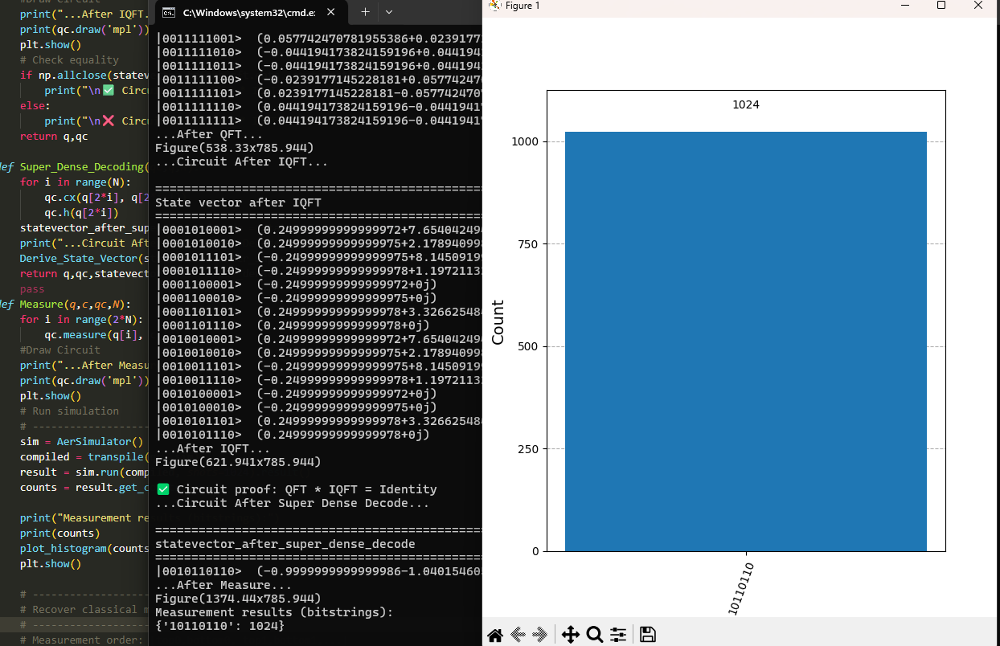 #Draw Circuit
print("...After IQFT.
print(qc.draw('mpl'))
plt.show()
# Check equality
if np.allclose(statev
print("\n✅ Circu
else:
print("\n❌ Circu
return q,qc
def Super_Dense_Decoding(
for i in range(N):
qc.cx(q[2*i], q[2
qc.h(q[2*i])
statevector_after_sup
print("...Circuit Aft
Derive_State_Vector(s
return q,qc,statevect
pass
def Measure(q,c,qc,N):
for i in range(2*N):
qc.measure(q[i],
#Draw Circuit
print("...After Measu
print(qc.draw('mpl'))
plt.show()
# Run simulation
# -------------------
sim = AerSimulator()
compiled = transpile(
result = sim.run(comp
counts = result.get_c
print("Measurement re
print(counts)
plot_histogram(counts
plt.show()
# -------------------
# Recover classical m
# -------------------
# Measurement order:
C:\Windows\system32\cmd.e:
|0011111001> (0.057742470781955386+0.0239177
|0011111010> (-0.044194173824159196+0.044194
|0011111011> (-0.044194173824159196+0.044194
|0011111100> (-0.0239177145228181+0.05774247
|0011111101> (0.0239177145228181-0.057742470
|0011111110> (0.044194173824159196-0.0441941
|0011111111> (0.044194173824159196-0.0441941
...After QFT...
Figure(538.33x785.944)
...Circuit After IQFT...
==============================================
State vector after IQFT
==============================================
|0001010001> (0.24999999999999972+7.65404249
|0001010010> (0.24999999999999975+2.17894099
|0001011101> (-0.24999999999999975+8.1450919
|0001011110> (-0.24999999999999978+1.1972113
|0001100001> (-0.24999999999999972+0j)
|0001100010> (-0.24999999999999975+0j)
|0001101101> (0.24999999999999978+3.32662548
|0001101110> (0.24999999999999978+0j)
|0010010001> (0.24999999999999972+7.65404249
|0010010010> (0.24999999999999975+2.17894099
|0010011101> (-0.24999999999999975+8.1450919
|0010011110> (-0.24999999999999978+1.1972113
|0010100001> (-0.24999999999999972+0j)
|0010100010> (-0.24999999999999975+0j)
|0010101101> (0.24999999999999978+3.32662548
|0010101110> (0.24999999999999978+0j)
...After IQFT...
Figure(621.941x785.944)
✅ Circuit proof: QFT * IQFT = Identity
...Circuit After Super Dense Decode...
==============================================
statevector_after_super_dense_decode
==============================================
|0010110110> (-0.9999999999999986-1.04015460
...After Measure...
Figure(1374.44x785.944)
Measurement results (bitstrings):
{'10110110': 1024}
Figure 1
1024
1000
750
500
250
0
Count
10110110